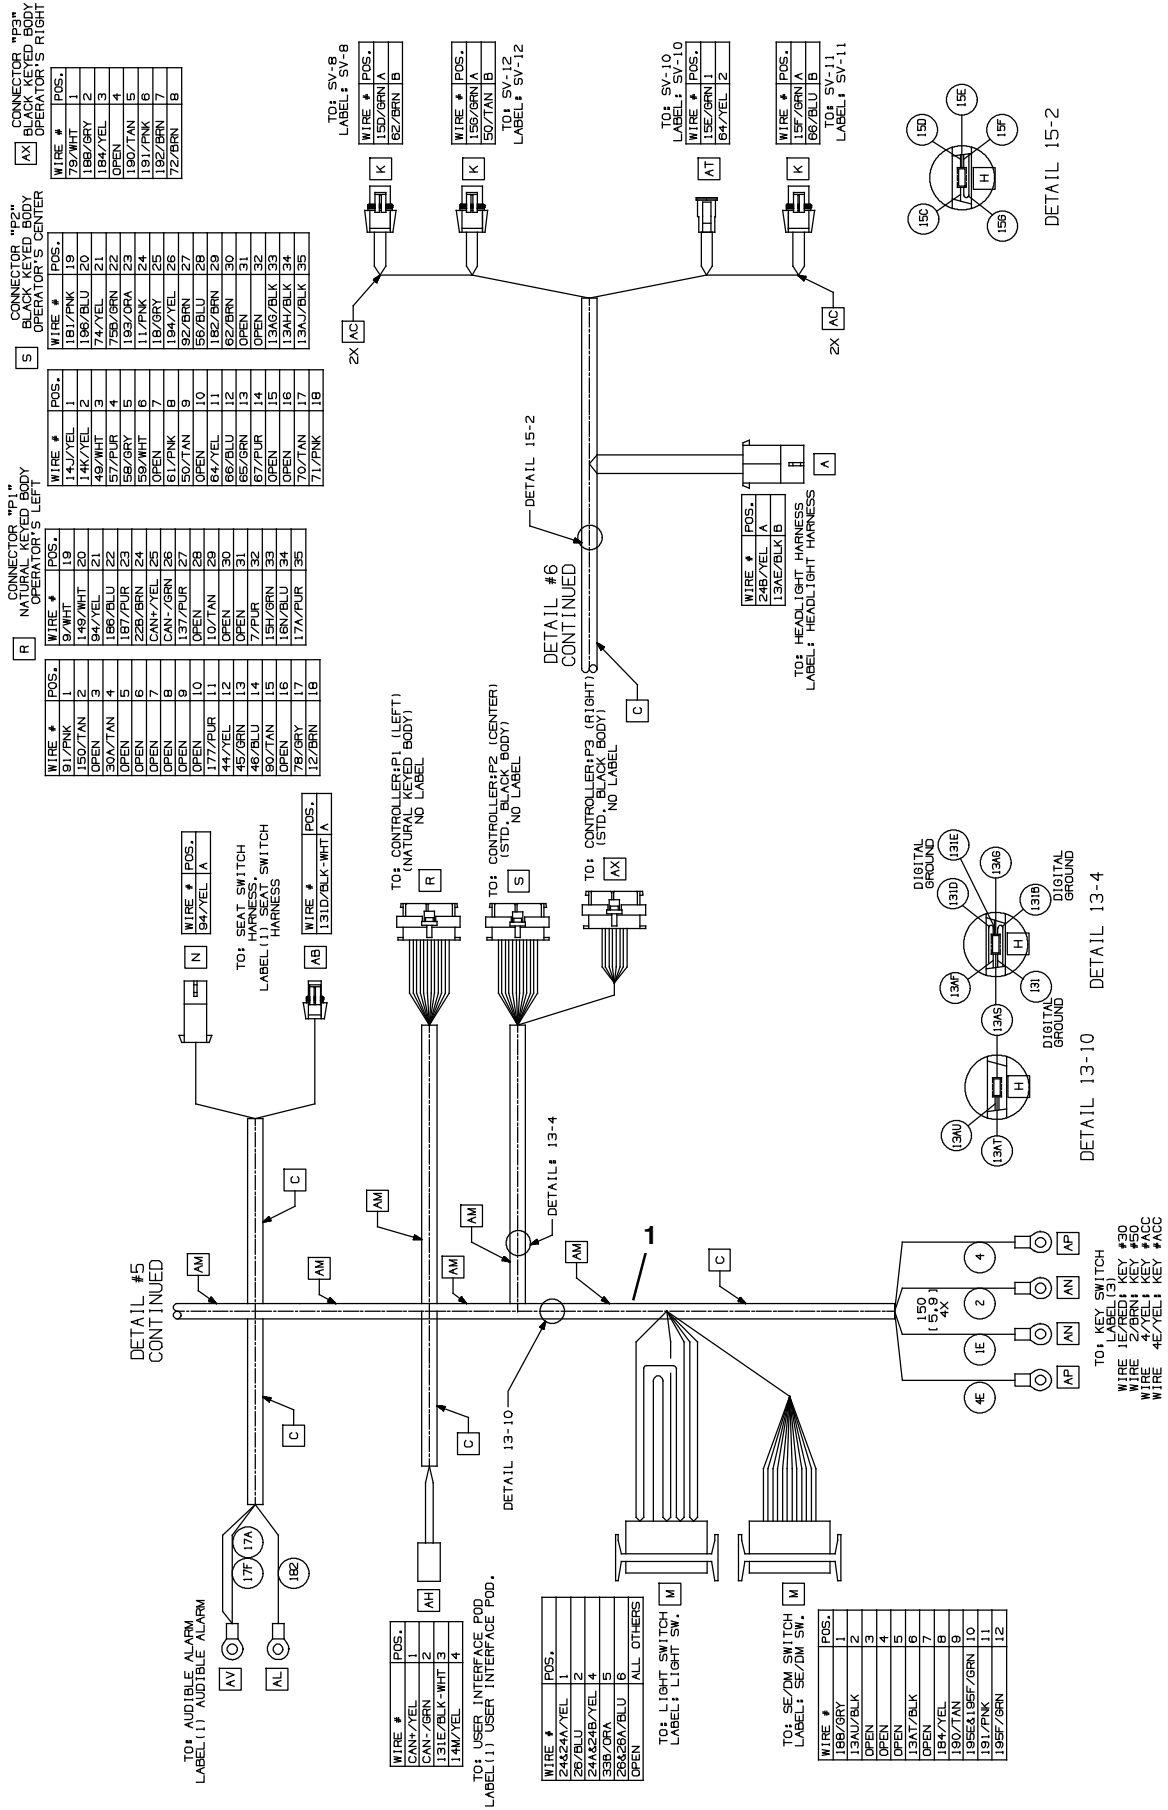 AX
CONNECTOR "P3"
BLACK KEYED BODY
OPERATOR'S RIGHT
WIRE # POS.
79/WHT 1
188/GRY 2
184/YEL 3
OPEN 4
190/TAN 5
191/PNK 6
192/BRN 7
72/BRN 8
S
CONNECTOR "P2"
BLACK KEYED BODY
OPERATOR'S CENTER
WIRE # POS.
14J/YEL 1
14K/YEL 2
49/WHT 3
57/PUR 4
58/GRY 5
59/WHT 6
OPEN 7
61/PNK 8
50/TAN 9
OPEN 10
64/YEL 11
66/BLU 12
65/GRN 13
67/PUR 14
OPEN 15
OPEN 16
70/TAN 17
71/PNK 18
WIRE # POS.
181/PNK 19
196/BLU 20
74/YEL 21
75B/GRN 22
193/ORA 23
11/PNK 24
18/GRY 25
194/YEL 26
92/BRN 27
56/BLU 28
182/BRN 29
62/BRN 30
OPEN 31
OPEN 32
13AG/BLK 33
13AH/BLK 34
13AJ/BLK 35
R
CONNECTOR "P1"
NATURAL KEYED BODY
OPERATOR'S LEFT
WIRE # POS.
91/PNK 1
150/TAN 2
OPEN 3
30A/TAN 4
OPEN 5
OPEN 6
OPEN 7
OPEN 8
OPEN 9
OPEN 10
177/PUR 11
44/YEL 12
45/GRN 13
46/BLU 14
90/TAN 15
OPEN 16
78/GRY 17
12/BRN 18
WIRE # POS.
9/WHT 19
149/WHT 20
94/YEL 21
186/BLU 22
187/PUR 23
22B/BRN 24
CAN+/YEL 25
CAN-/GRN 26
137/PUR 27
OPEN 28
10/TAN 29
OPEN 30
OPEN 31
7/PUR 32
15H/GRN 33
16N/BLU 34
17A/PUR 35
TO: SV-8
LABEL: SV-8
WIRE # POS.
15D/GRN A
62/BRN B
K
WIRE # POS.
15G/GRN A
50/TAN B
TO: SV-12
LABEL: SV-12
K
TO: SV-10
LABEL: SV-10
WIRE # POS.
15E/GRN 1
64/YEL 2
AT
WIRE # POS.
15F/GRN A
66/BLU B
TO: SV-11
LABEL: SV-11
K
2X AC
2X AC
DETAIL 15-2
DETAIL #6
CONTINUED
C
A
WIRE # POS.
24B/YEL A
13AE/BLK B
TO: HEADLIGHT HARNESS
LABEL: HEADLIGHT HARNESS
15C
15D
15E
15F
15G
H
DETAIL 15-2
N
WIRE # POS.
94/YEL A
TO: SEAT SWITCH
HARNESS.
LABEL(1) SEAT SWITCH
HARNESS
AB
WIRE # POS.
131D/BLK-WHT A
TO: CONTROLLER:P1 (LEFT)
(NATURAL KEYED BODY)
NO LABEL
R
TO: CONTROLLER:P2 (CENTER)
(STD. BLACK BODY)
NO LABEL
S
TO: CONTROLLER:P3 (RIGHT)
(STD. BLACK BODY)
NO LABEL
AX
DETAIL #5
CONTINUED
AM
C
C
AM
AM
AM
C
AM
DETAIL: 13-4
DETAIL 13-10
AM
1
C
TO: AUDIBLE ALARM
LABEL(1) AUDIBLE ALARM
AV
AL
17F
17A
182
WIRE # POS.
CAN+/YEL 1
CAN-/GRN 2
131E/BLK-WHT 3
14M/YEL 4
AH
TO: USER INTERFACE POD
LABEL(1) USER INTERFACE POD.
WIRE # POS.
24&24A/YEL 1
26/BLU 2
24A&24B/YEL 4
33B/ORA 5
26&26A/BLU 6
OPEN ALL OTHERS
TO: LIGHT SWITCH
LABEL: LIGHT SW.
M
TO: SE/DM SWITCH
LABEL: SE/DM SW.
M
WIRE # POS.
188/GRY 1
13AU/BLK 2
OPEN 3
OPEN 4
OPEN 5
13AT/BLK 6
OPEN 7
184/YEL 8
190/TAN 9
195E&195F/GRN 10
191/PNK 11
195F/GRN 12
150
[5.9]
4X
4E
1E
2
4
AP
AN
AN
AP
TO: KEY SWITCH
LABEL(3)
WIRE 1E/RED: KEY #30
WIRE 2/BRN: KEY #50
WIRE 4/YEL: KEY #ACC
WIRE 4E/YEL: KEY #ACC
13AU
13AT
13AS
H
DETAIL 13-10
13AF
131D
131E
13AG
131B
131
H
DIGITAL
GROUND
DIGITAL
GROUND
DIGITAL
GROUND
DETAIL 13-4